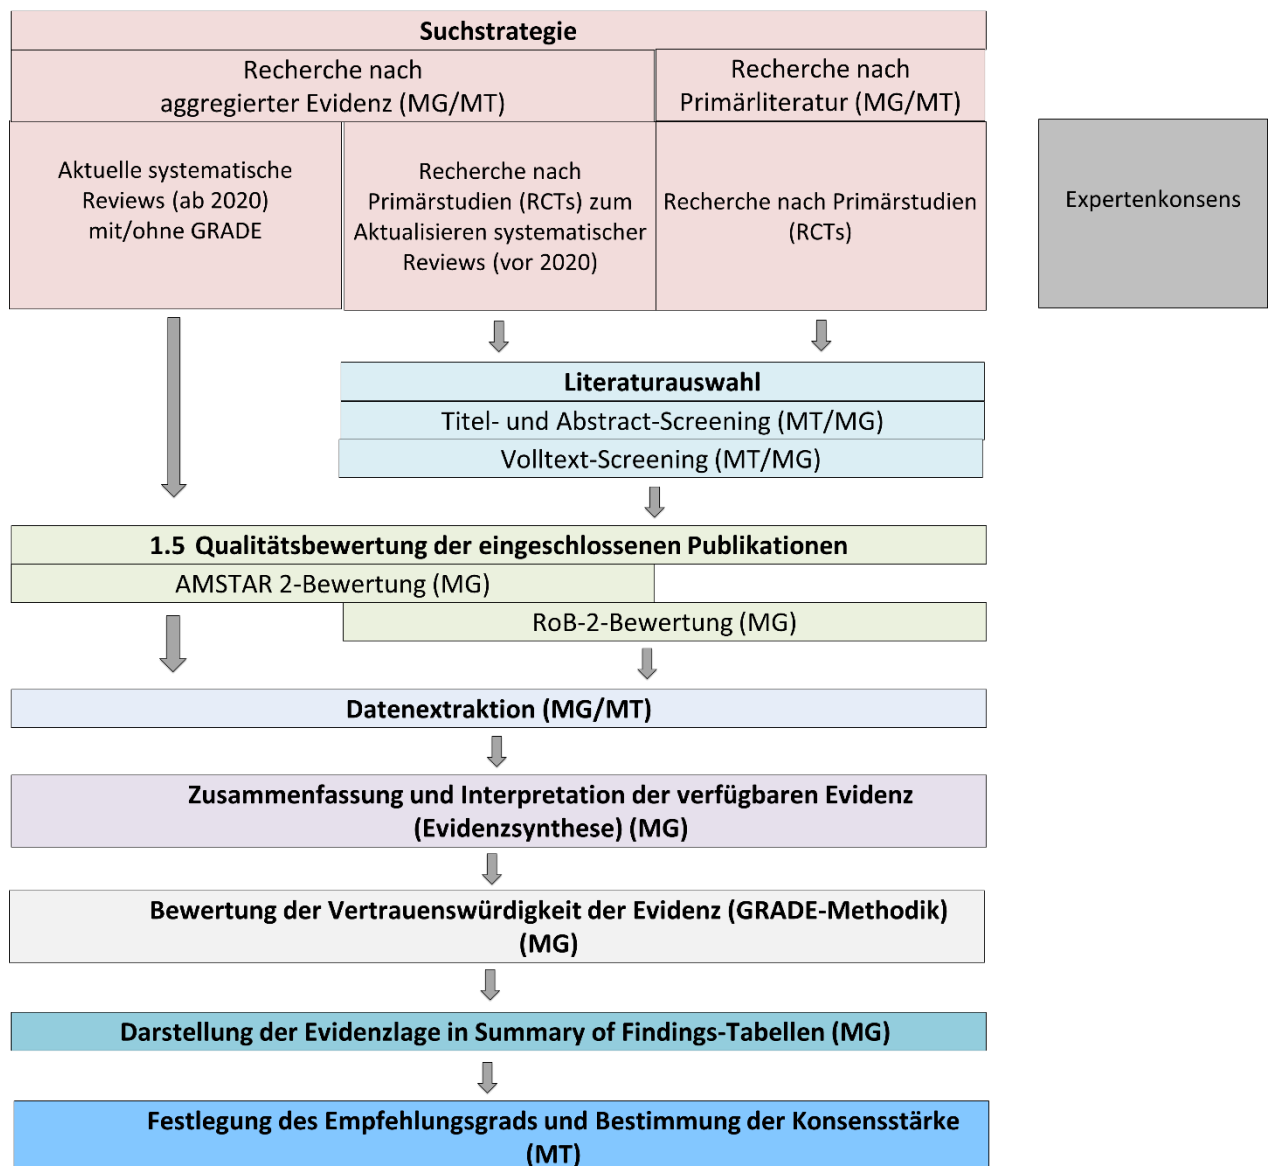 Suchstrategie
Recherche nach
aggregierter Evidenz (MG/MT)
Recherche nach
Primärliteratur (MG/MT)
Aktuelle systematische
Reviews (ab 2020)
mit/ohne GRADE
Recherche nach
Primärstudien (RCTs) zum
Aktualisieren systematischer
Reviews (vor 2020)
Recherche nach Primärstudien
(RCTs)
Expertenkonsens
Literaturauswahl
Titel- und Abstract-Screening (MT/MG)
Volltext-Screening (MT/MG)
1.5 Qualitätsbewertung der eingeschlossenen Publikationen
AMSTAR 2-Bewertung (MG)
RoB-2-Bewertung (MG)
Datenextraktion (MG/MT)
Zusammenfassung und Interpretation der verfügbaren Evidenz
(Evidenzsynthese) (MG)
Bewertung der Vertrauenswürdigkeit der Evidenz (GRADE-Methodik)
(MG)
Darstellung der Evidenzlage in Summary of Findings-Tabellen (MG)
Festlegung des Empfehlungsgrads und Bestimmung der Konsensstärke
(MT)